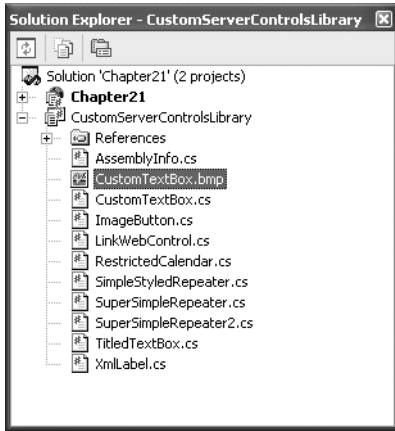 Solution Explorer - CustomServerControlsLibrary
Solution 'Chapter21' (2 projects)
Chapter21
CustomServerControlsLibrary
References
AssemblyInfo.cs
CustomTextBox.bmp
CustomTextBox.cs
ImageButton.cs
LinkWebControl.cs
RestrictedCalendar.cs
SimpleStyledRepeater.cs
SuperSimpleRepeater.cs
SuperSimpleRepeater2.cs
TitledTextBox.cs
XmlLabel.cs